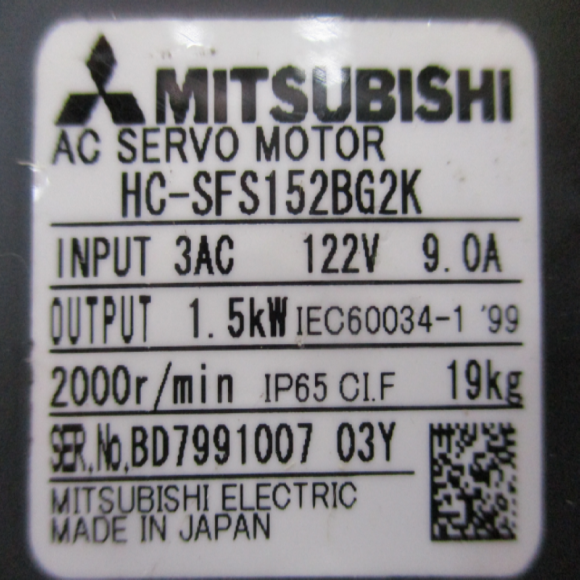 MITSUBISHI
AC SERVO MOTOR
HC-SFS152BG2K
INPUT 3AC 122V 9.0A
OUTPUT 1.5kW IEC60034-1 '99
2000r/min IP65 CI.F 19kg
SER.No.BD7991007 03Y
MITSUBISHI ELECTRIC
MADE IN JAPAN